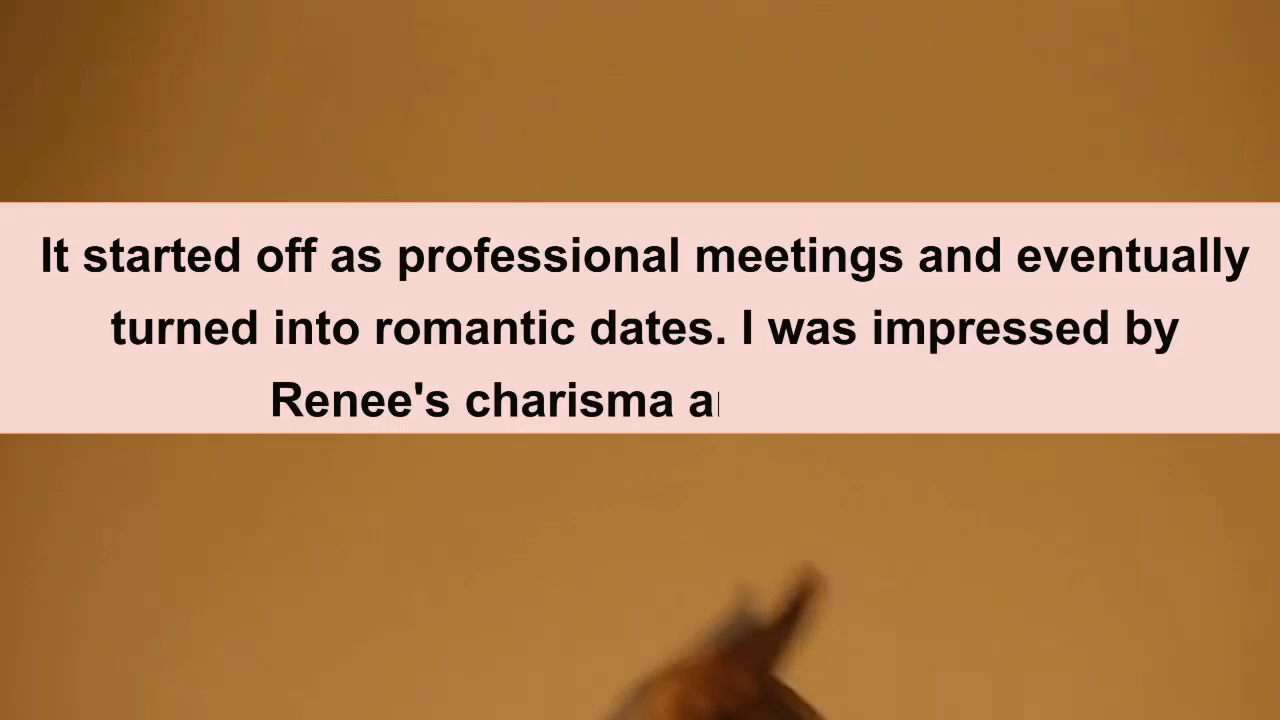 It started off as professional meetings and eventually
turned into romantic dates. I was impressed by
Renee's charisma